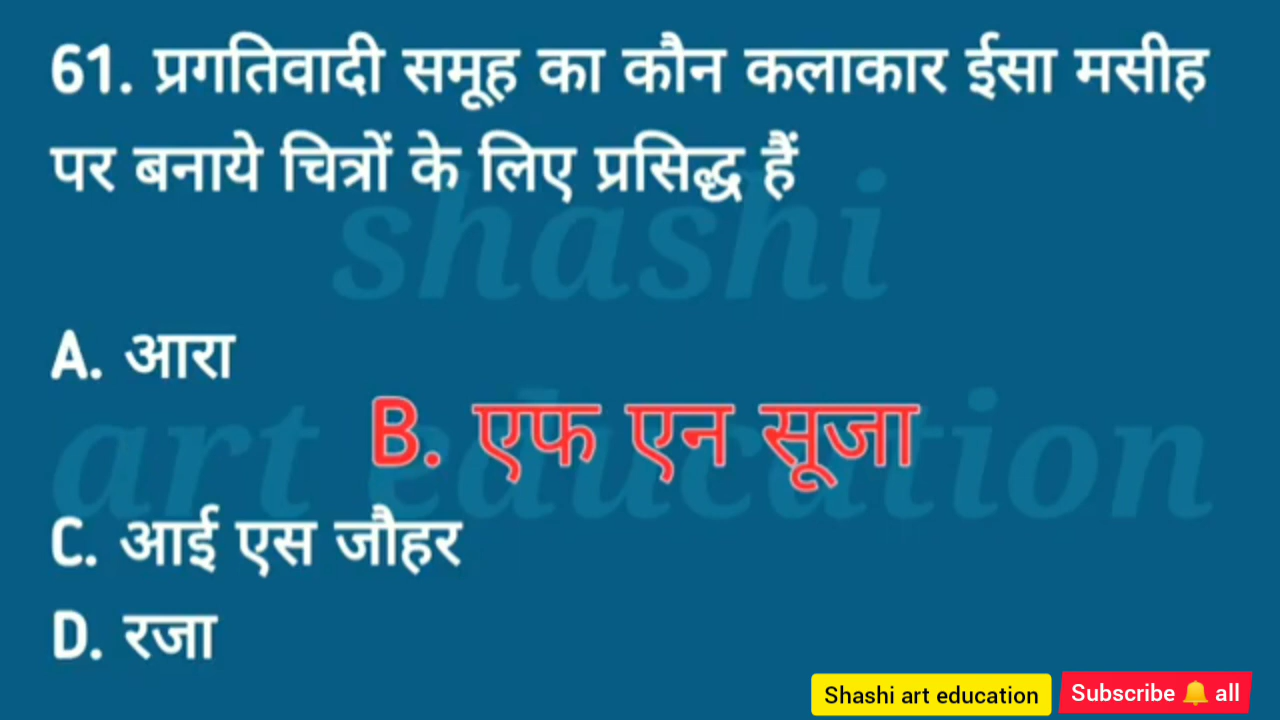 61. प्रगतिवादी समूह का कौन कलाकार ईसा मसीह
पर बनाये चित्रों के लिए प्रसिद्ध हैं
shashi
A. आरा
art education
B. एफ एन सूजा
C. आई एस जौहर
D. रजा
Shashi art education
Subscribe 🔔 all